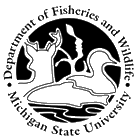 Department of Fisheries and Wildlife
Michigan State University